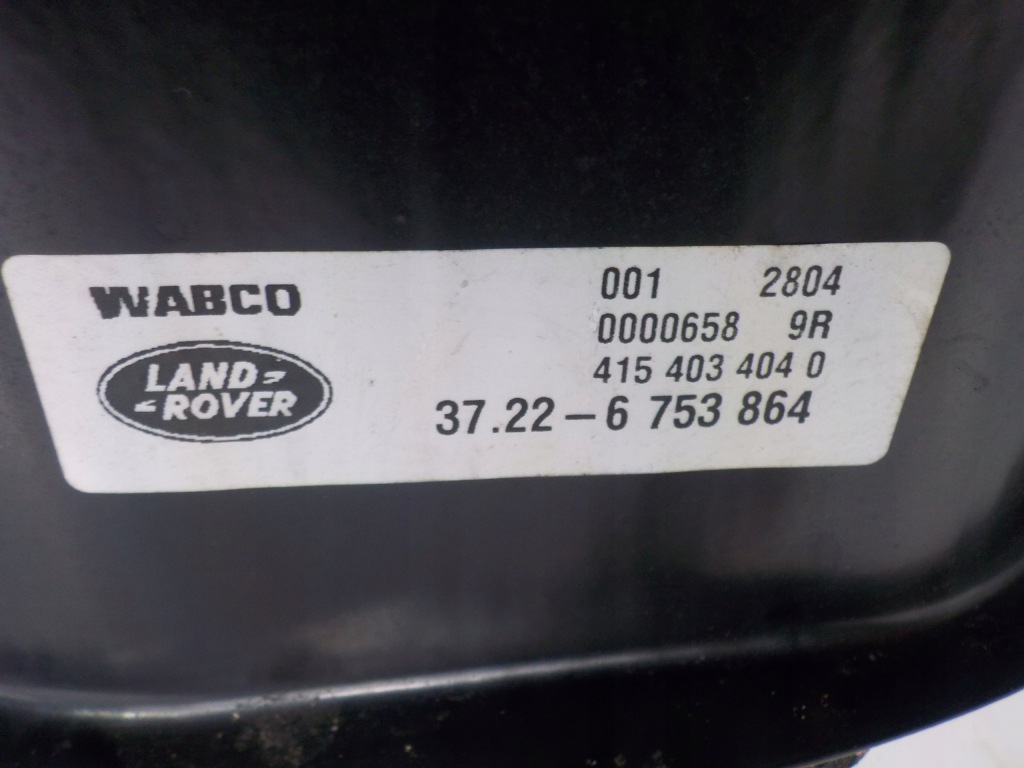 WABCO
LAND
ROVER
001 2804
0000658 9R
415 403 404 0
37.22-6 753 864